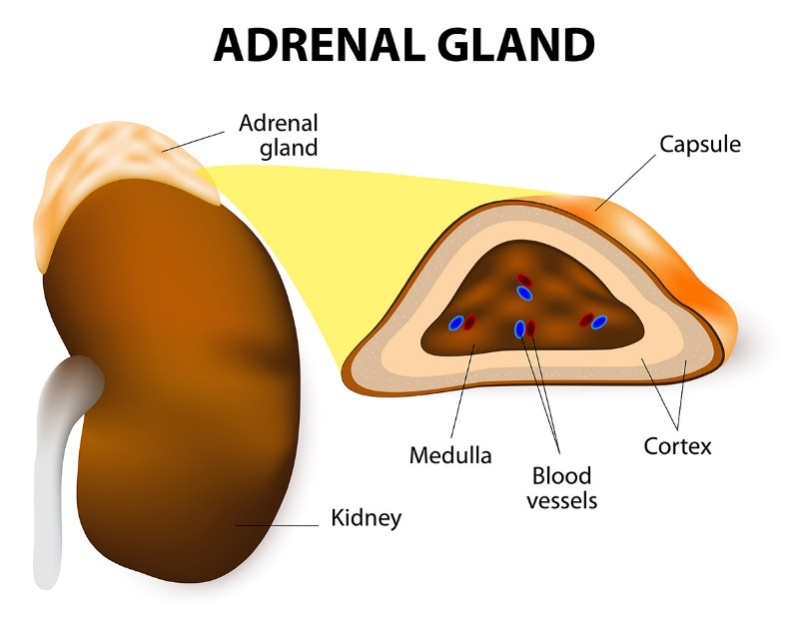 ADRENAL GLAND
Adrenal
gland
Capsule
Medulla
Blood
vessels
Cortex
Kidney